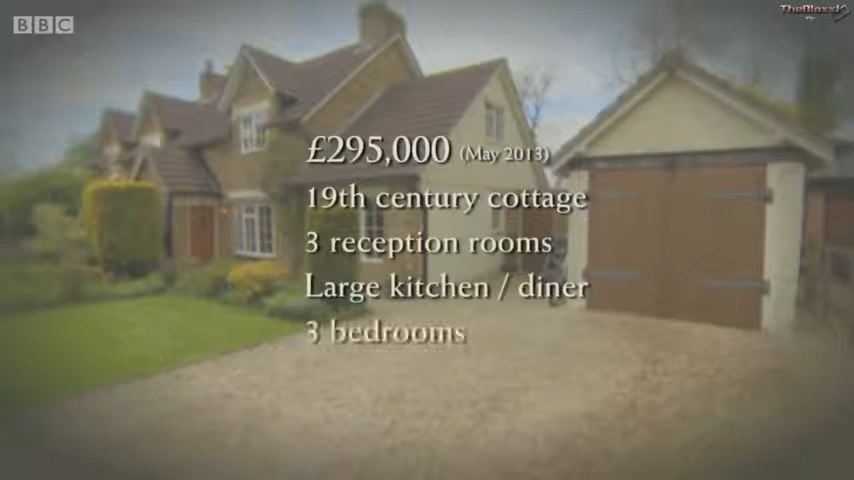 BBC
£295,000 (May 2013)
19th century cottage
3 reception rooms
Large kitchen / diner
3 bedrooms